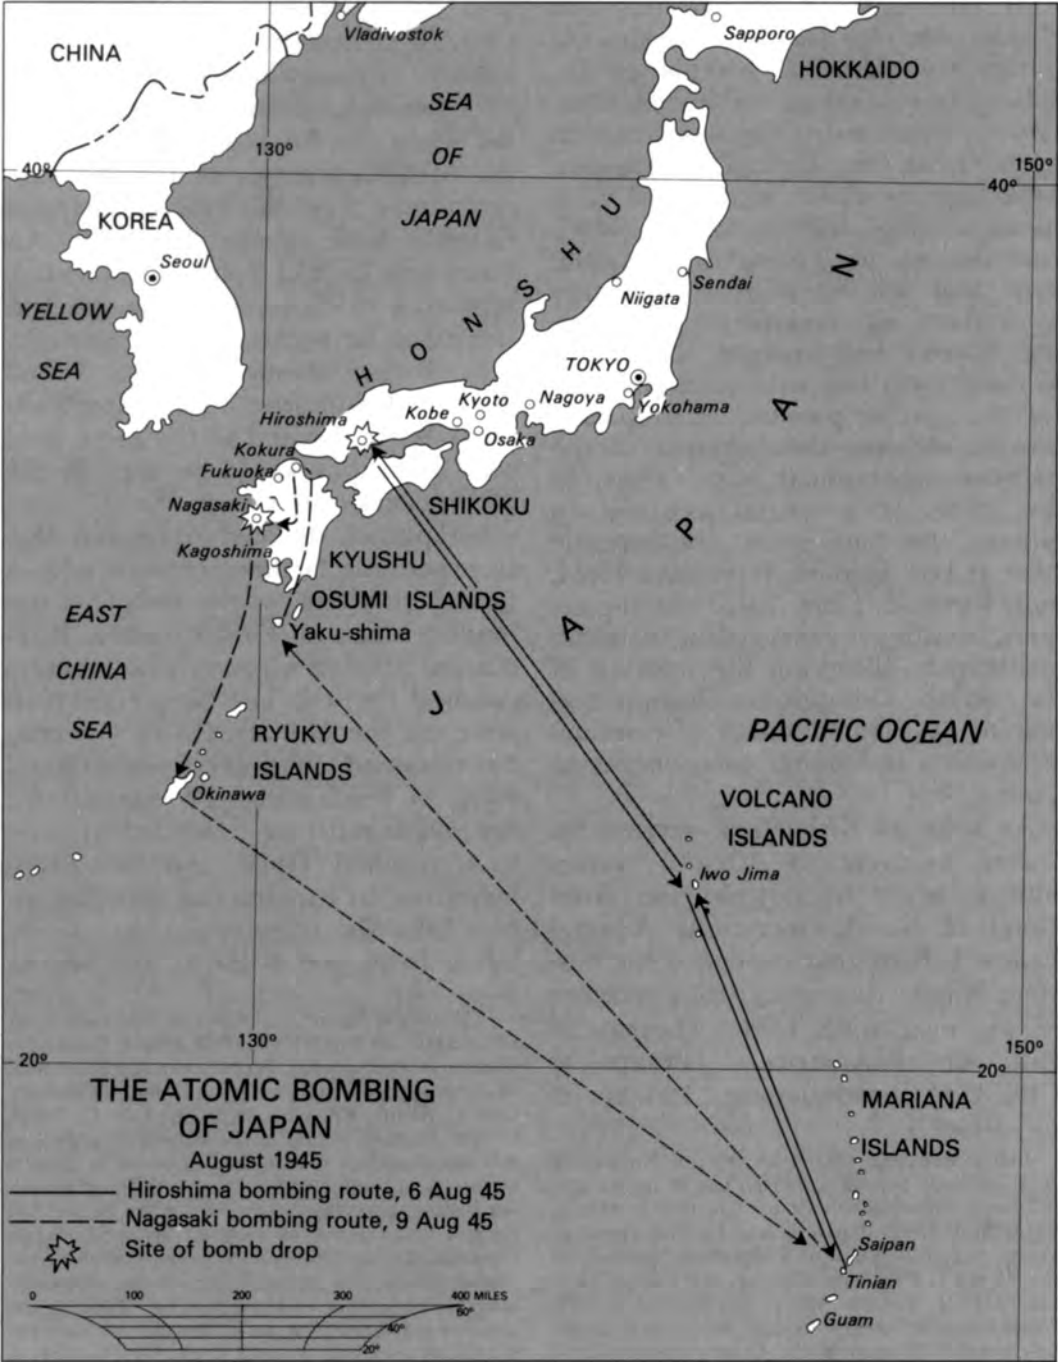 Vladivostok
Sapporo
CHINA
HOKKAIDO
SEA
OF
JAPAN
130°
150°
40°
40°
KOREA
Seoul
HONSHU
JAPAN
Sendai
Niigata
YELLOW
SEA
TOKYO
Yokohama
Nagoya
Kyoto
Kobe
Osaka
Hiroshima
Kokura
Fukuoka
Nagasaki
Kagoshima
SHIKOKU
KYUSHU
OSUMI ISLANDS
Yaku-shima
EAST
CHINA
SEA
RYUKYU
ISLANDS
Okinawa
PACIFIC OCEAN
VOLCANO
ISLANDS
Iwo Jima
130°
150°
20°
20°
MARIANA
ISLANDS
Saipan
Tinian
Guam
THE ATOMIC BOMBING
OF JAPAN
August 1945
Hiroshima bombing route, 6 Aug 45
Nagasaki bombing route, 9 Aug 45
Site of bomb drop
0 100 200 300 400 MILES
60°
40°
20°